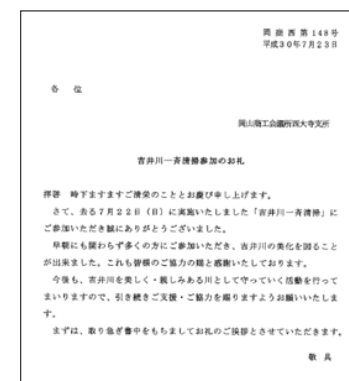 岡商西第148号
平成30年7月23日
各位
岡山商工会議所西大寺支所
吉井川一斉清掃参加のお礼
拝啓　時下ますますご清栄のこととお慶び申し上げます。
さて、去る7月22日（日）に実施いたしました「吉井川一斉清掃」に
ご参加いただき誠にありがとうございました。
早朝にも関わらず多くの方にご参加いただき、吉井川の美化を図ること
が出来ました。これも皆様のご協力の賜と感謝いたしております。
今後も、吉井川を美しく・親しみある川として守っていく活動を行って
まいりますので、引き続きご支援・ご協力を賜りますようお願いいたしま
す。
まずは、取り急ぎ書中をもちましてお礼のご挨拶とさせていただきます。
敬具